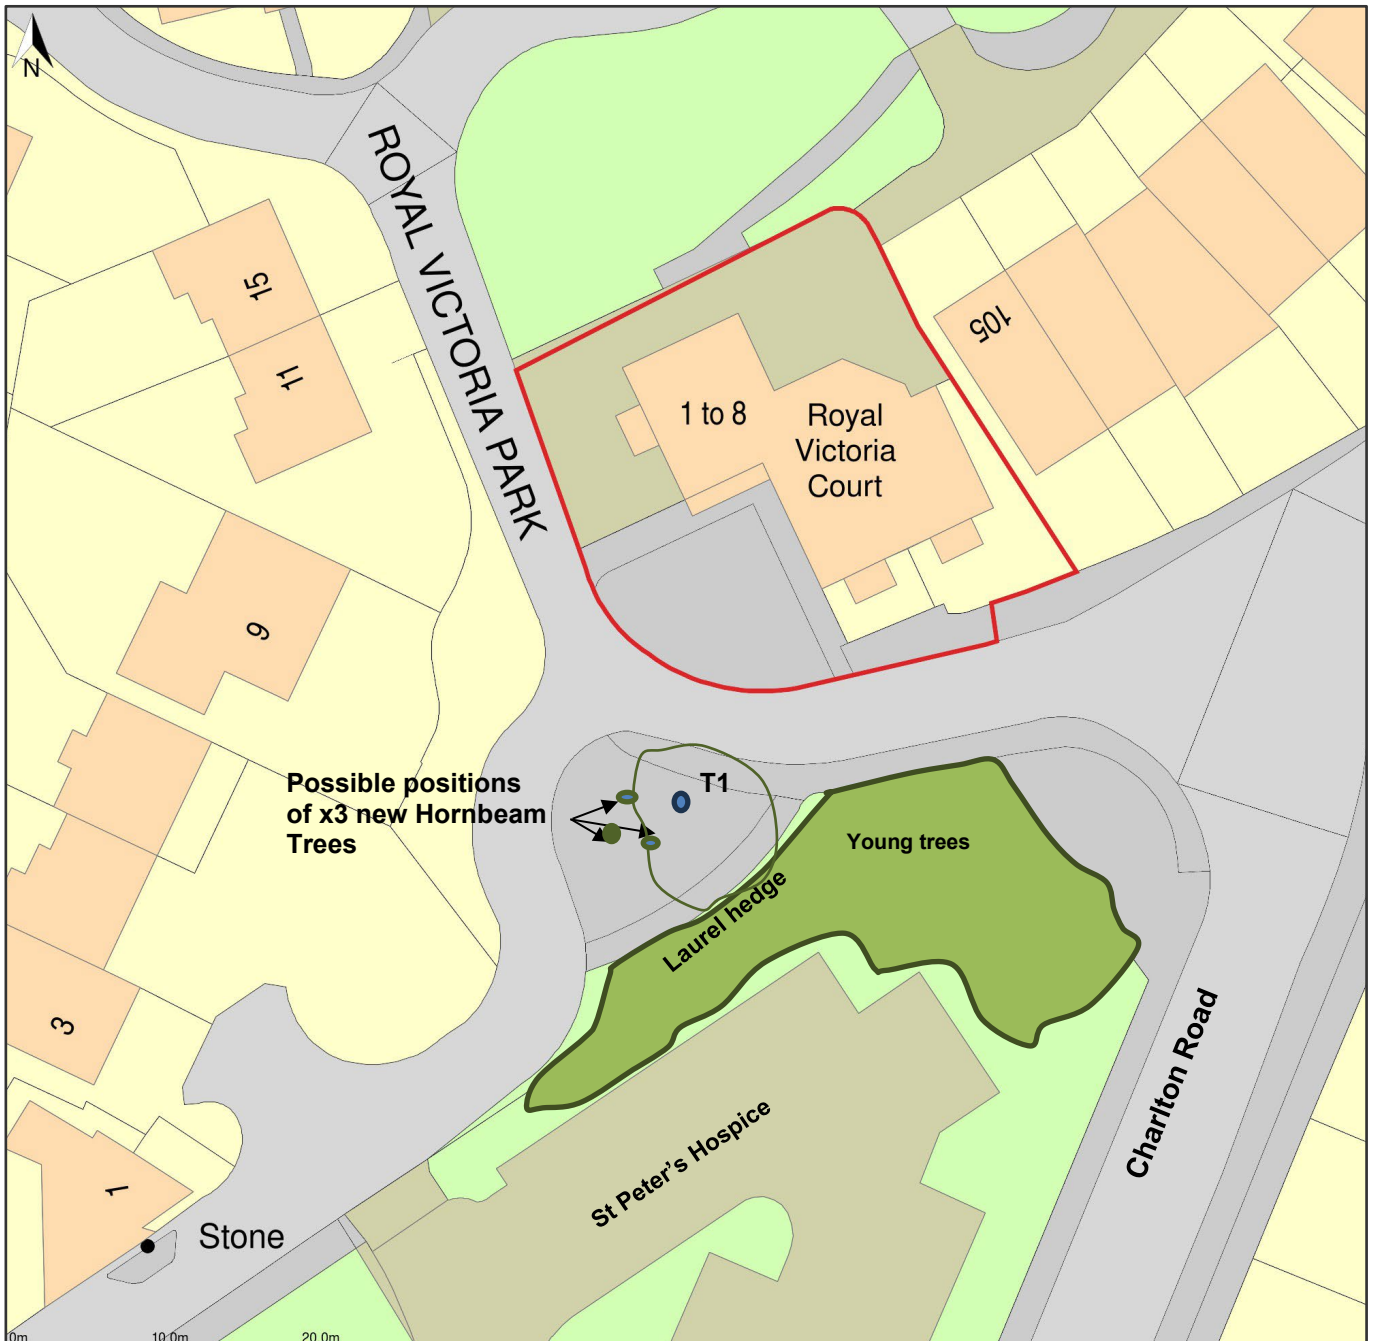 N
ROYAL VICTORIA PARK
15
11
105
1 to 8
Royal
Victoria
Court
9
Possible positions
of x3 new Hornbeam
Trees
T1
Young trees
Laurel hedge
3
Charlton Road
St Peter's Hospice
1
Stone
0m
10.0m
20.0m